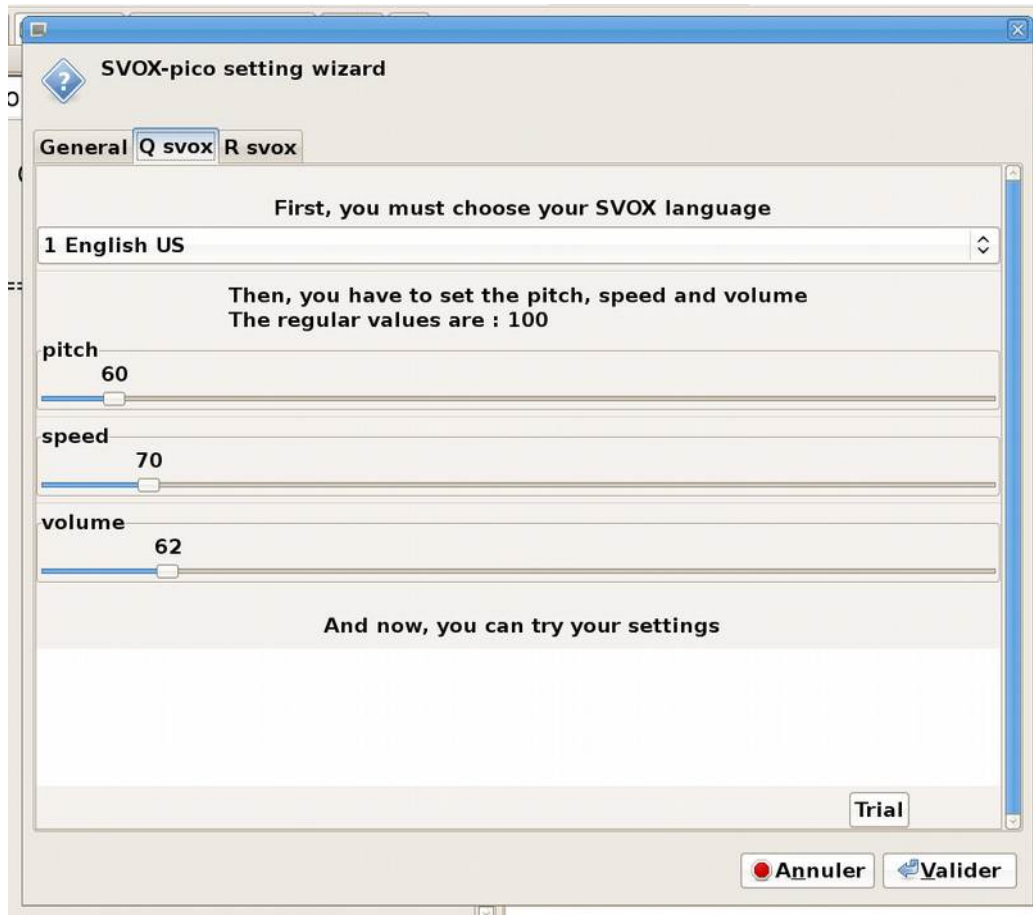 SVOX-pico setting wizard
General Q svox R svox
First, you must choose your SVOX language
1 English US
Then, you have to set the pitch, speed and volume
The regular values are : 100
pitch
60
speed
70
volume
62
And now, you can try your settings
Trial
Annuler Valider